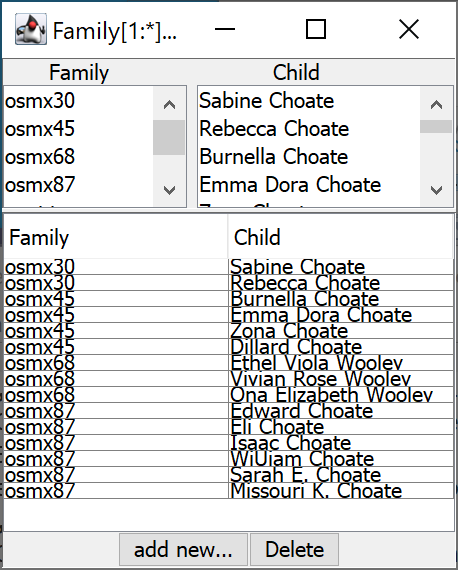 Family[1:*]...
Family Child
osmx30 Sabine Choate
osmx45 Rebecca Choate
osmx68 Burnella Choate
osmx87 Emma Dora Choate
Family Child
osmx30 Sabine Choate
osmx30 Rebecca Choate
osmx45 Burnella Choate
osmx45 Emma Dora Choate
osmx45 Zona Choate
osmx45 Dillard Choate
osmx68 Ethel Viola Woolev
osmx68 Vivian Rose Woolev
osmx68 Ona Elizabeth Woolev
osmx87 Edward Choate
osmx87 Eli Choate
osmx87 Isaac Choate
osmx87 WiUiam Choate
osmx87 Sarah E. Choate
osmx87 Missouri K. Choate
add new... Delete